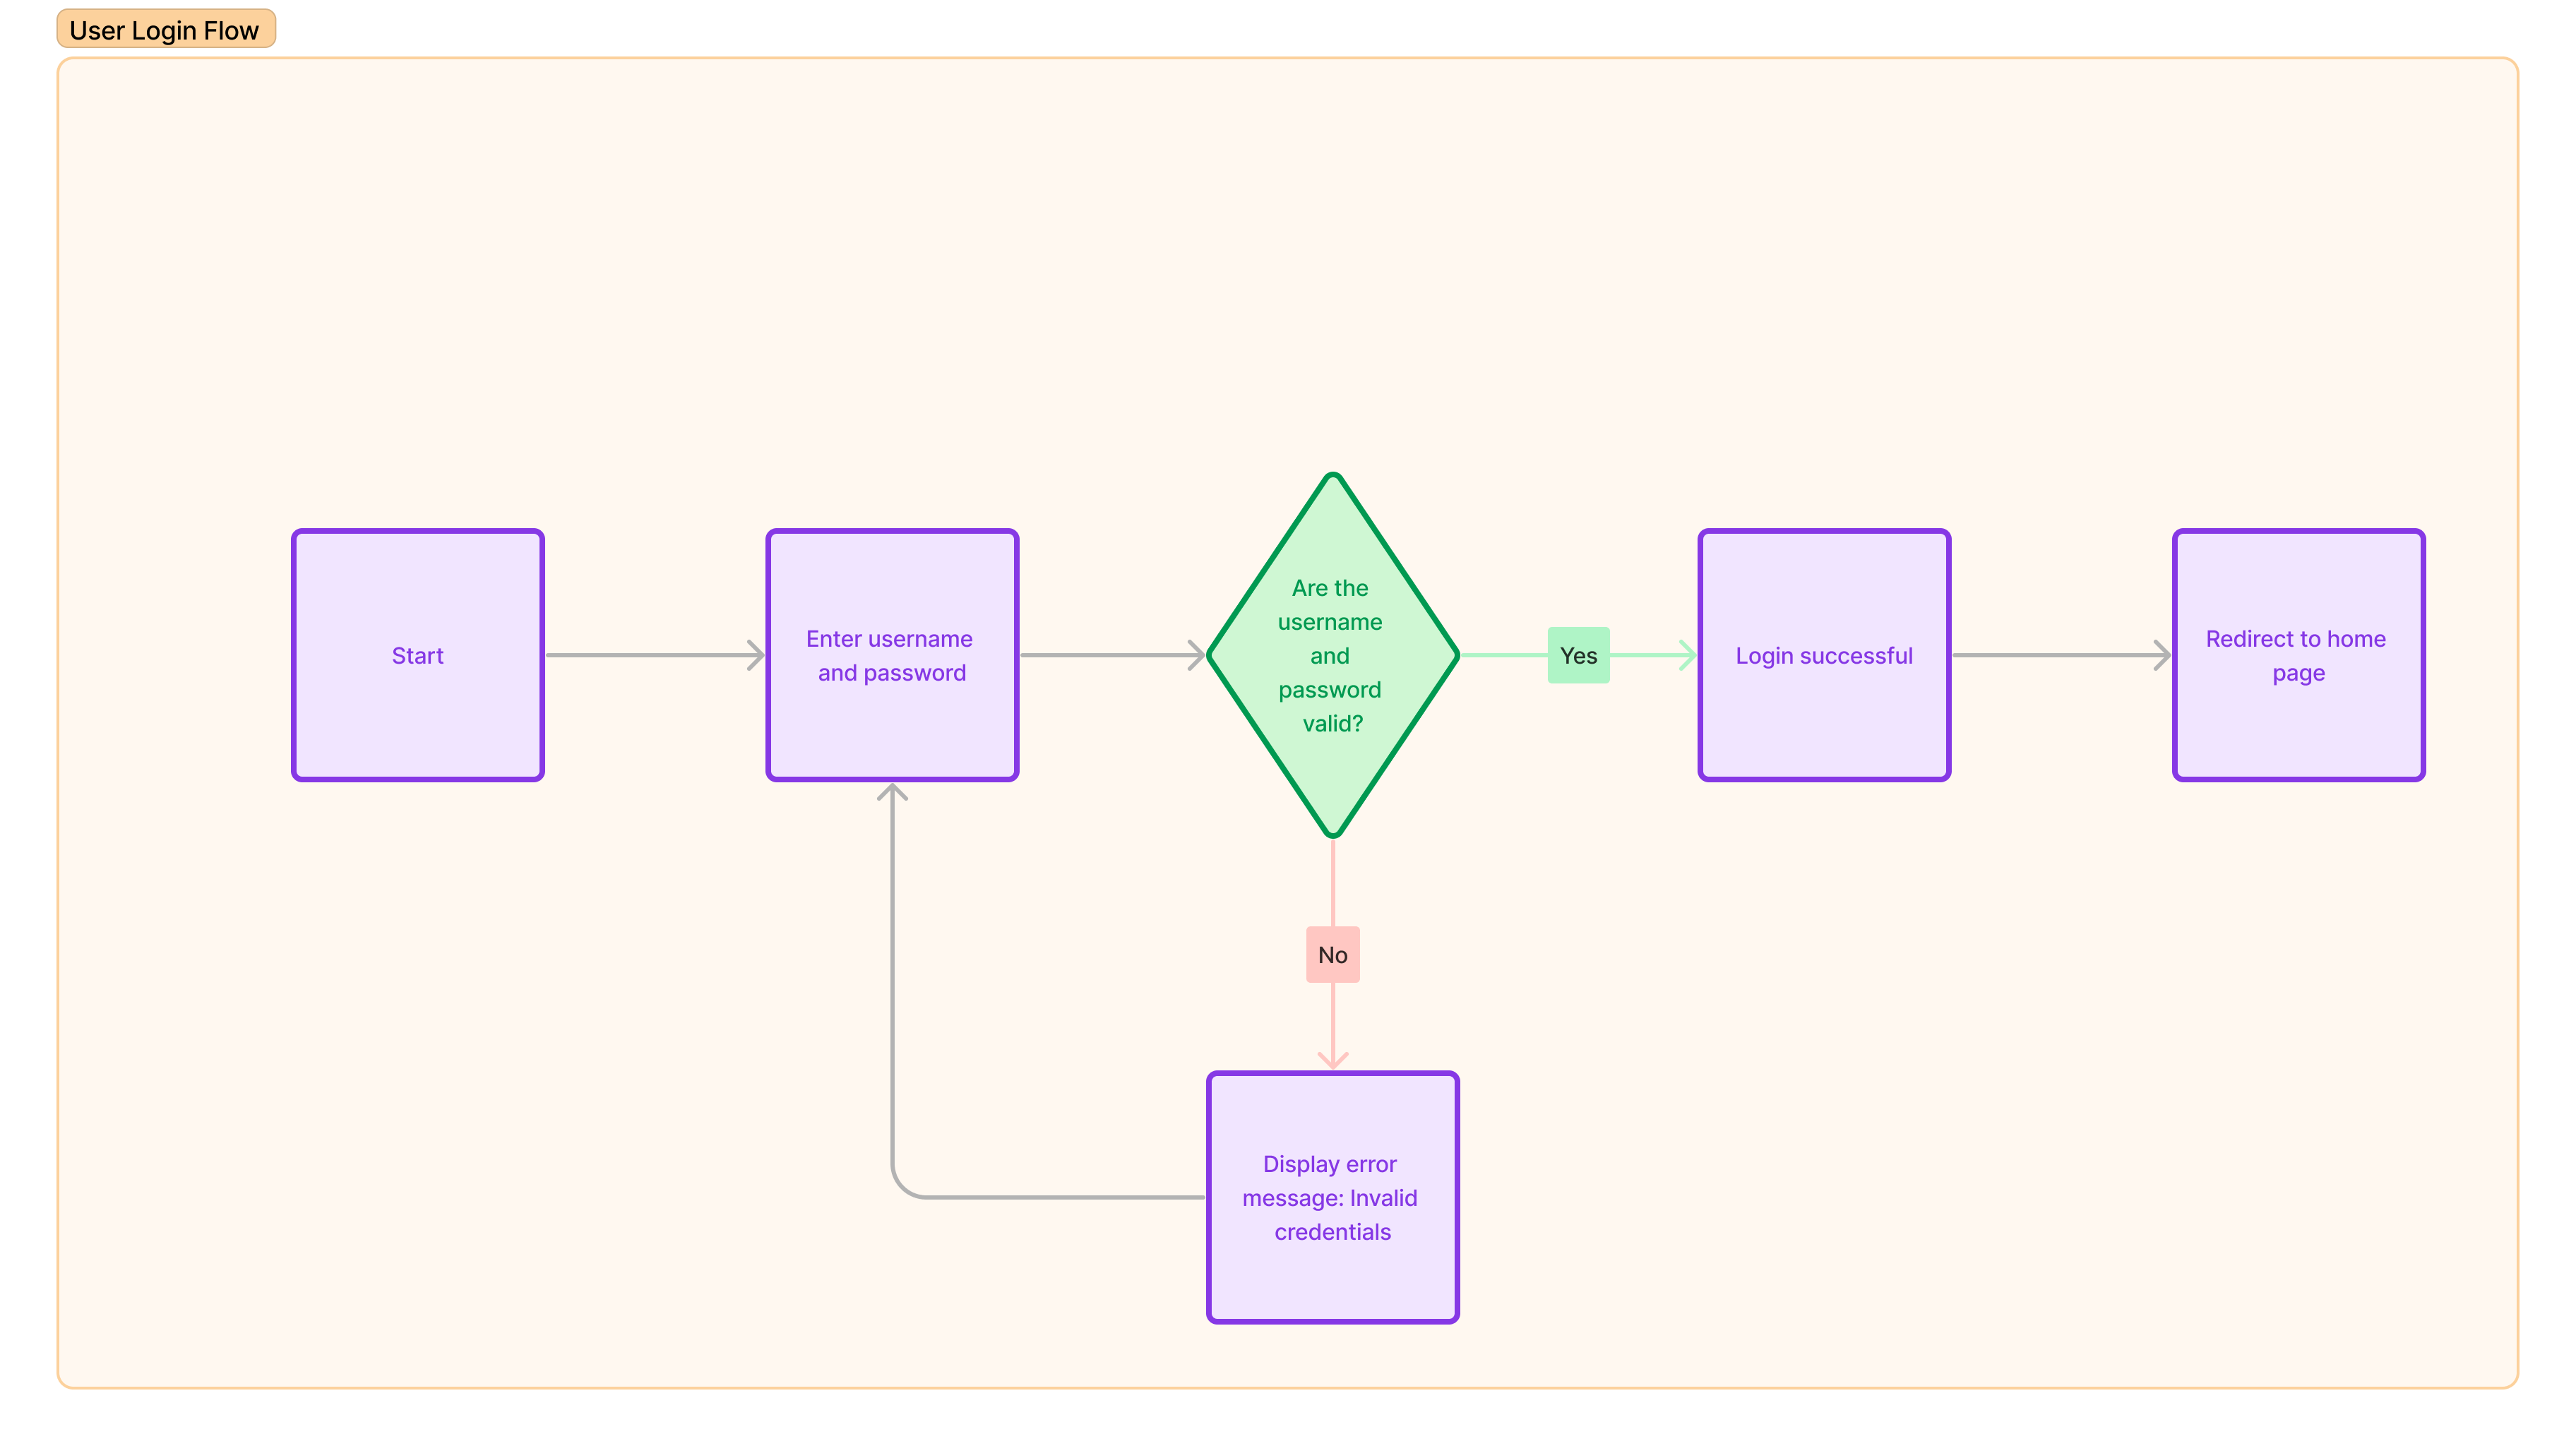 User Login Flow
Start
Enter username
and password
Are the
username
and
password
valid?
Yes
Login successful
Redirect to home
page
No
Display error
message: Invalid
credentials